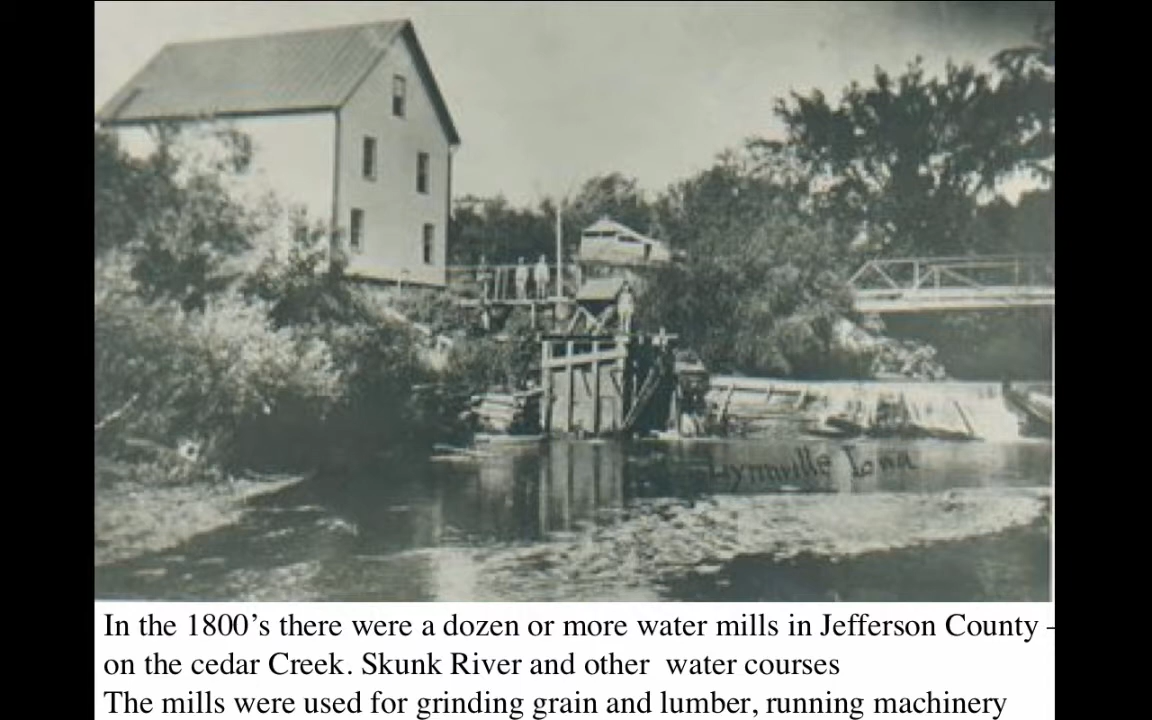 Lynnville Iowa
In the 1800's there were a dozen or more water mills in Jefferson County -
on the cedar Creek. Skunk River and other  water courses
The mills were used for grinding grain and lumber, running machinery